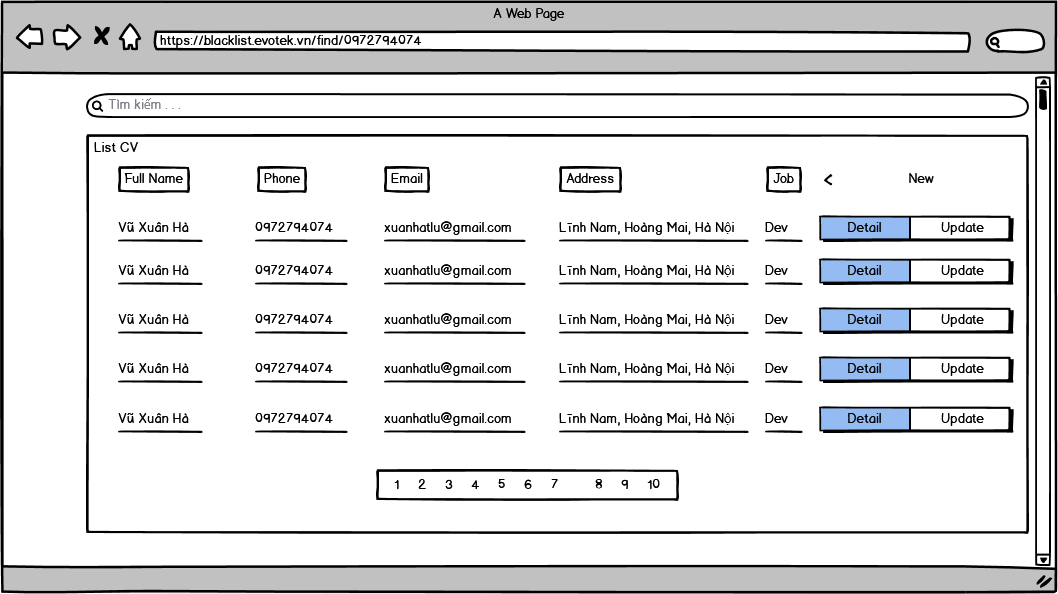 A Web Page
https://blacklist.evotek.vn/find/0972794074
Tìm kiếm . . .
List CV
Full Name Phone Email Address Job < New
Vũ Xuân Hà 0972794074 xuanhatlu@gmail.com Lĩnh Nam, Hoàng Mai, Hà Nội Dev Detail Update
Vũ Xuân Hà 0972794074 xuanhatlu@gmail.com Lĩnh Nam, Hoàng Mai, Hà Nội Dev Detail Update
Vũ Xuân Hà 0972794074 xuanhatlu@gmail.com Lĩnh Nam, Hoàng Mai, Hà Nội Dev Detail Update
Vũ Xuân Hà 0972794074 xuanhatlu@gmail.com Lĩnh Nam, Hoàng Mai, Hà Nội Dev Detail Update
Vũ Xuân Hà 0972794074 xuanhatlu@gmail.com Lĩnh Nam, Hoàng Mai, Hà Nội Dev Detail Update
1 2 3 4 5 6 7 8 9 10